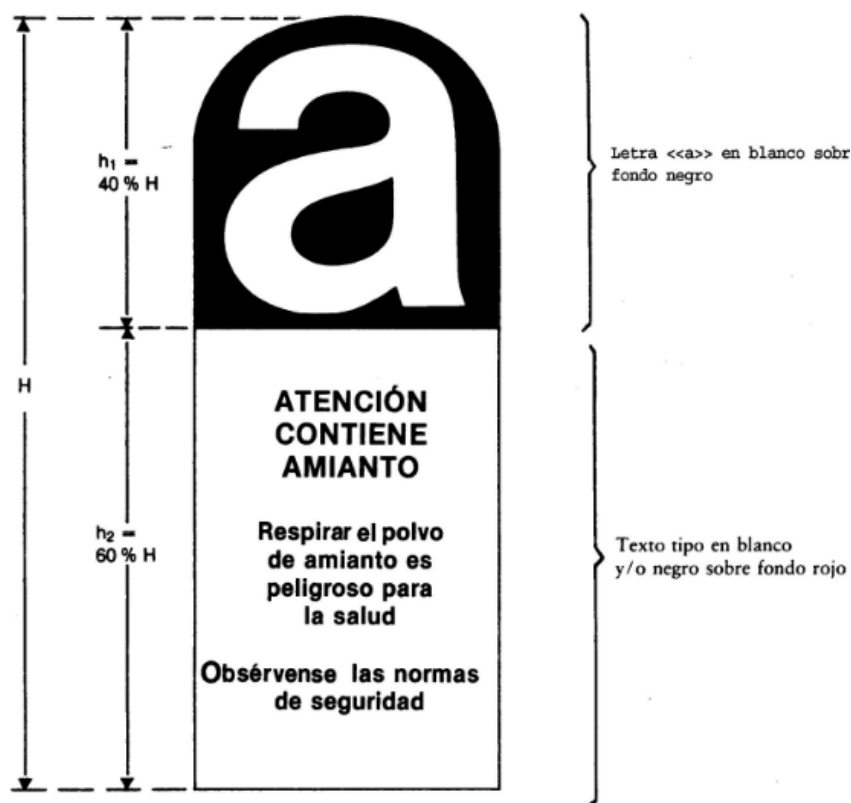 a
h₁ =
40 % H
Letra <<a>> en blanco sobr
fondo negro
H
ATENCIÓN
CONTIENE
AMIANTO
h₂ =
60 % H
Respirar el polvo
de amianto es
peligroso para
la salud
Texto tipo en blanco
y/o negro sobre fondo rojo
Obsérvense las normas
de seguridad